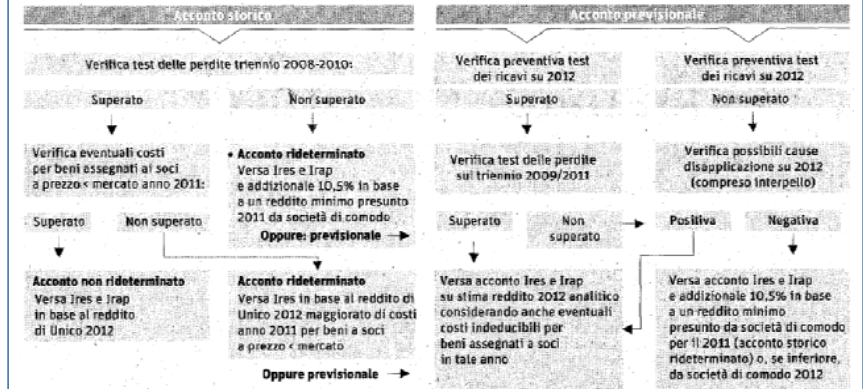 Acconto storico
Verifica test delle perdite triennio 2008-2010:
Superato
Non superato
Verifica eventuali costi
per beni assegnati ai soci
a prezzo < mercato anno 2011:
• Acconto rideterminato
Versa Ires e Irap
e addizionale 10,5% in base
a un reddito minimo presunto
2011 da società di comodo
Oppure: previsionale
Superato
Non superato
Acconto non rideterminato
Versa Ires e Irap
in base al reddito
di Unico 2012
Acconto rideterminato
Versa Ires in base al reddito di
Unico 2012 maggiorato di costi
anno 2011 per beni a soci
a prezzo < mercato
Oppure previsionale
Acconto previsionale
Verifica preventiva test
dei ricavi su 2012
Superato
Verifica test delle perdite
sul triennio 2009/2011
Superato
Non
superato
Versa acconto Ires e Irap
su stima reddito 2012 analitico
considerando anche eventuali
costi indeducibili per
beni assegnati a soci
in tale anno
Verifica preventiva test
dei ricavi su 2012
Non superato
Verifica possibili cause
disapplicazione su 2012
(compreso interpello)
Positiva
Negativa
Versa acconto Ires e Irap
e addizionale 10,5% in base
a un reddito minimo
presunto da società di comodo
per il 2011 (acconto storico
rideterminato) o, se inferiore,
da società di comodo 2012